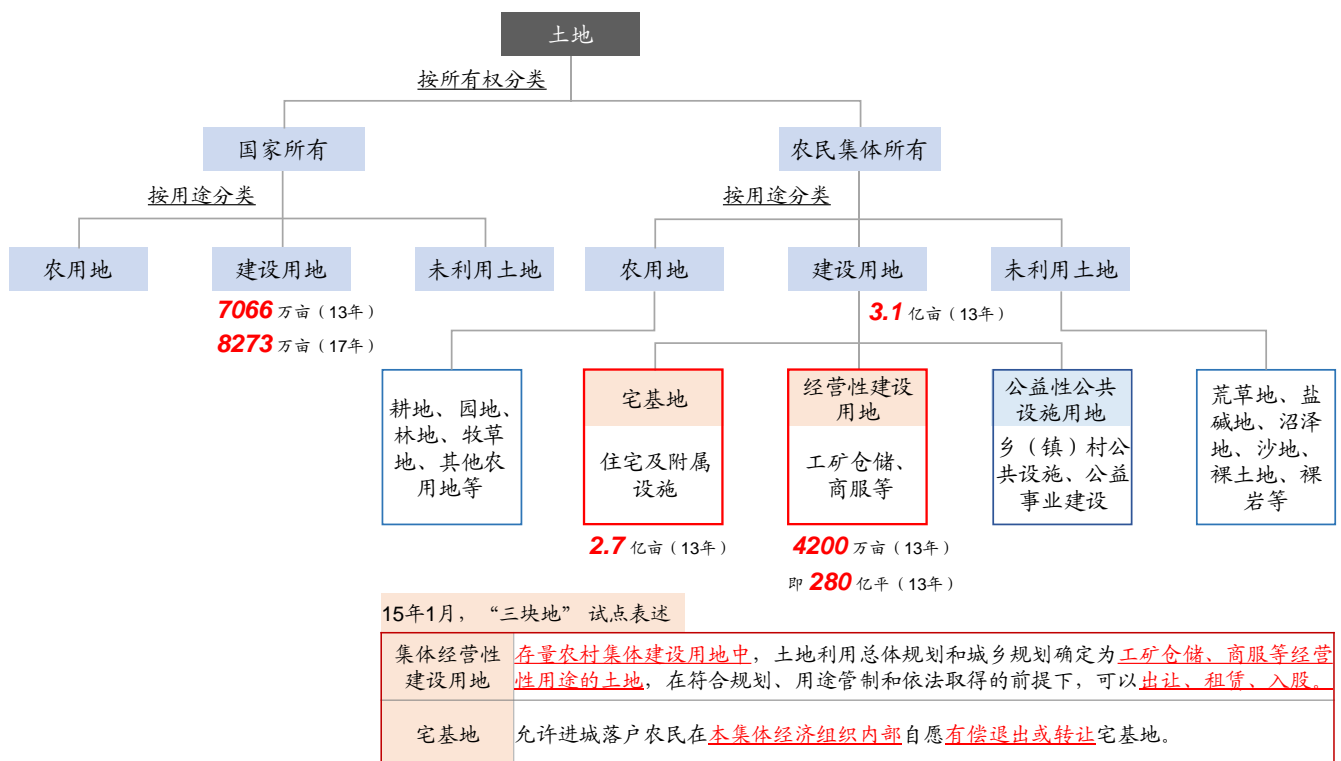 土地
按所有权分类
国家所有
农民集体所有
按用途分类
按用途分类
农用地
建设用地
未利用土地
农用地
建设用地
未利用土地
7066 万亩（13年）
8273 万亩（17年）
3.1 亿亩（13年）
耕地、园地、
林地、牧草
地、其他农
用地等
宅基地
住宅及附属
设施
经营性建设
用地
工矿仓储、
商服等
公益性公共
设施用地
乡（镇）村公
共设施、公益
事业建设
荒草地、盐
碱地、沼泽
地、沙地、
裸土地、裸
岩等
2.7 亿亩（13年）
4200 万亩（13年）
即 280 亿平（13年）
15年1月，“三块地” 试点表述
集体经营性
建设用地
存量农村集体建设用地中，土地利用总体规划和城乡规划确定为工矿仓储、商服等经营
性用途的土地，在符合规划、用途管制和依法取得的前提下，可以出让、租赁、入股。
宅基地
允许进城落户农民在本集体经济组织内部自愿有偿退出或转让宅基地。